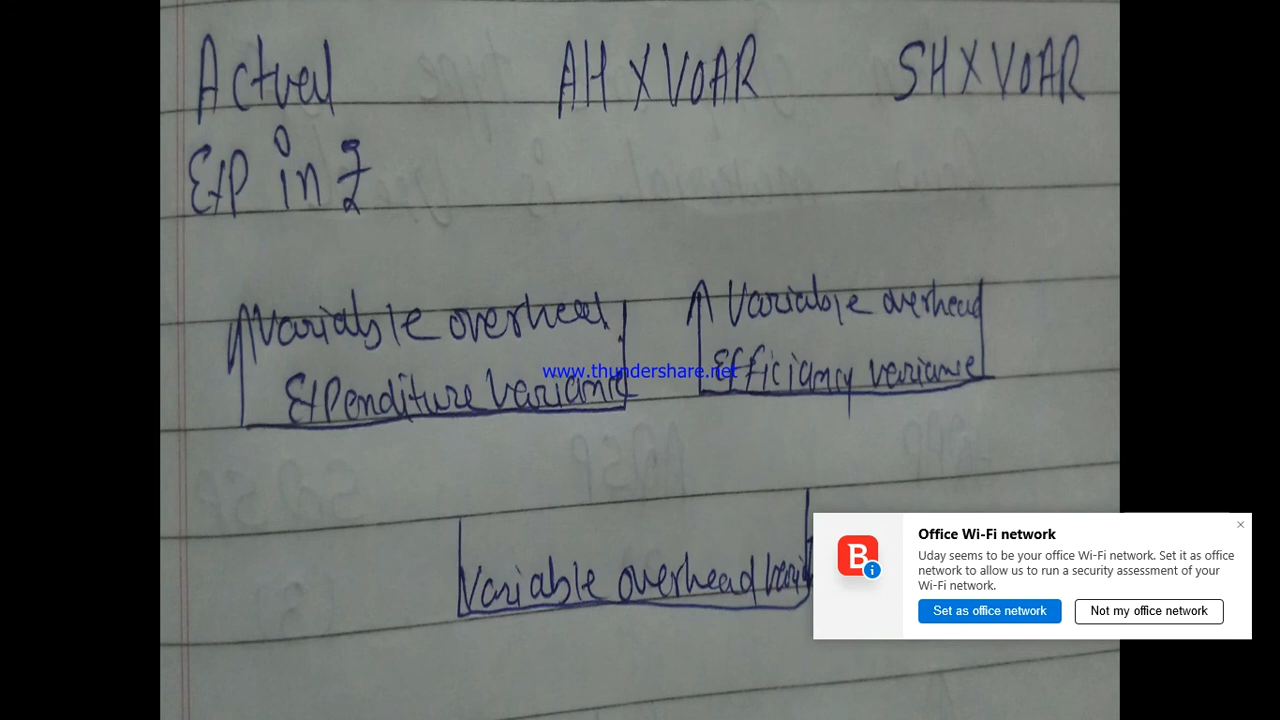 Actual AH X VOAR SH X VOAR
EXP in ₹
Variable overhead Variable overhead
Expenditure Variance Efficiency variance
www.thundershare.net
Variable overhead
Office Wi-Fi network
Uday seems to be your office Wi-Fi network. Set it as office
network to allow us to run a security assessment of your
Wi-Fi network.
Set as office network Not my office network